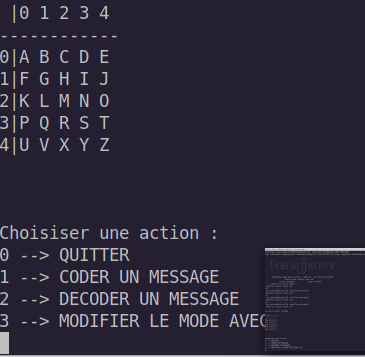 |0 1 2 3 4
------------
0|A B C D E
1|F G H I J
2|K L M N O
3|P Q R S T
4|U V X Y Z
Choisiser une action :
0 --> QUITTER
1 --> CODER UN MESSAGE
2 --> DECODER UN MESSAGE
3 --> MODIFIER LE MODE AVEC